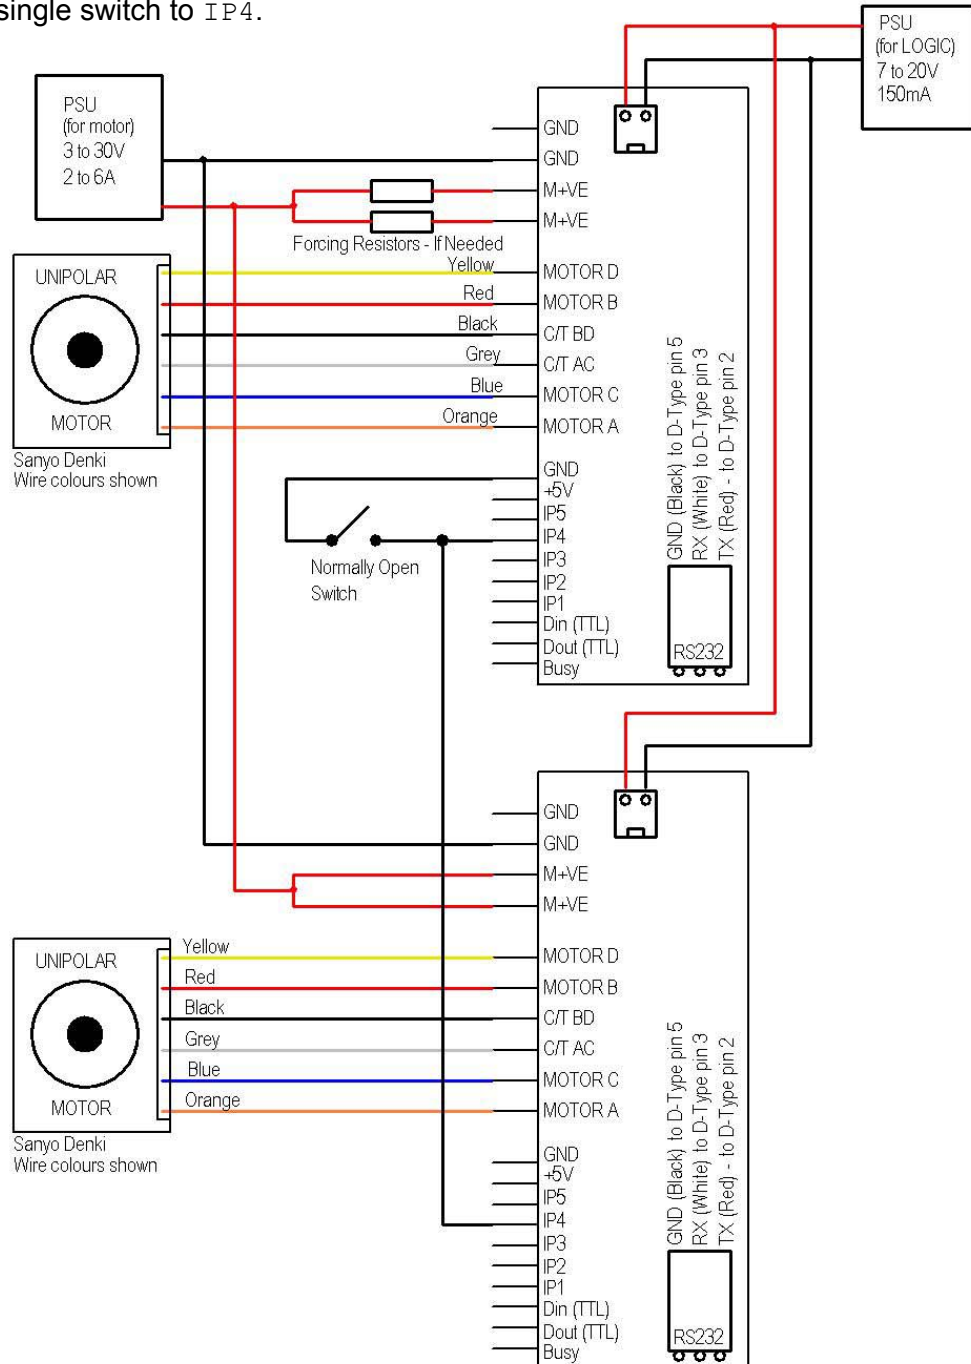 single switch to IP4.
PSU
(for LOGIC)
7 to 20V
150mA
PSU
(for motor)
3 to 30V
2 to 6A
GND
GND
M+VE
M+VE
Forcing Resistors - If Needed
UNIPOLAR
MOTOR
Sanyo Denki
Wire colours shown
Yellow
Red
Black
Grey
Blue
Orange
MOTOR D
MOTOR B
C/T BD
C/T AC
MOTOR C
MOTOR A
GND
+5V
IP5
IP4
IP3
IP2
IP1
Din (TTL)
Dout (TTL)
Busy
Normally Open
Switch
GND (Black) to D-Type pin 5
RX (White) to D-Type pin 3
TX (Red) - to D-Type pin 2
RS232
GND
GND
M+VE
M+VE
UNIPOLAR
MOTOR
Sanyo Denki
Wire colours shown
Yellow
Red
Black
Grey
Blue
Orange
MOTOR D
MOTOR B
C/T BD
C/T AC
MOTOR C
MOTOR A
GND
+5V
IP5
IP4
IP3
IP2
IP1
Din (TTL)
Dout (TTL)
Busy
GND (Black) to D-Type pin 5
RX (White) to D-Type pin 3
TX (Red) - to D-Type pin 2
RS232